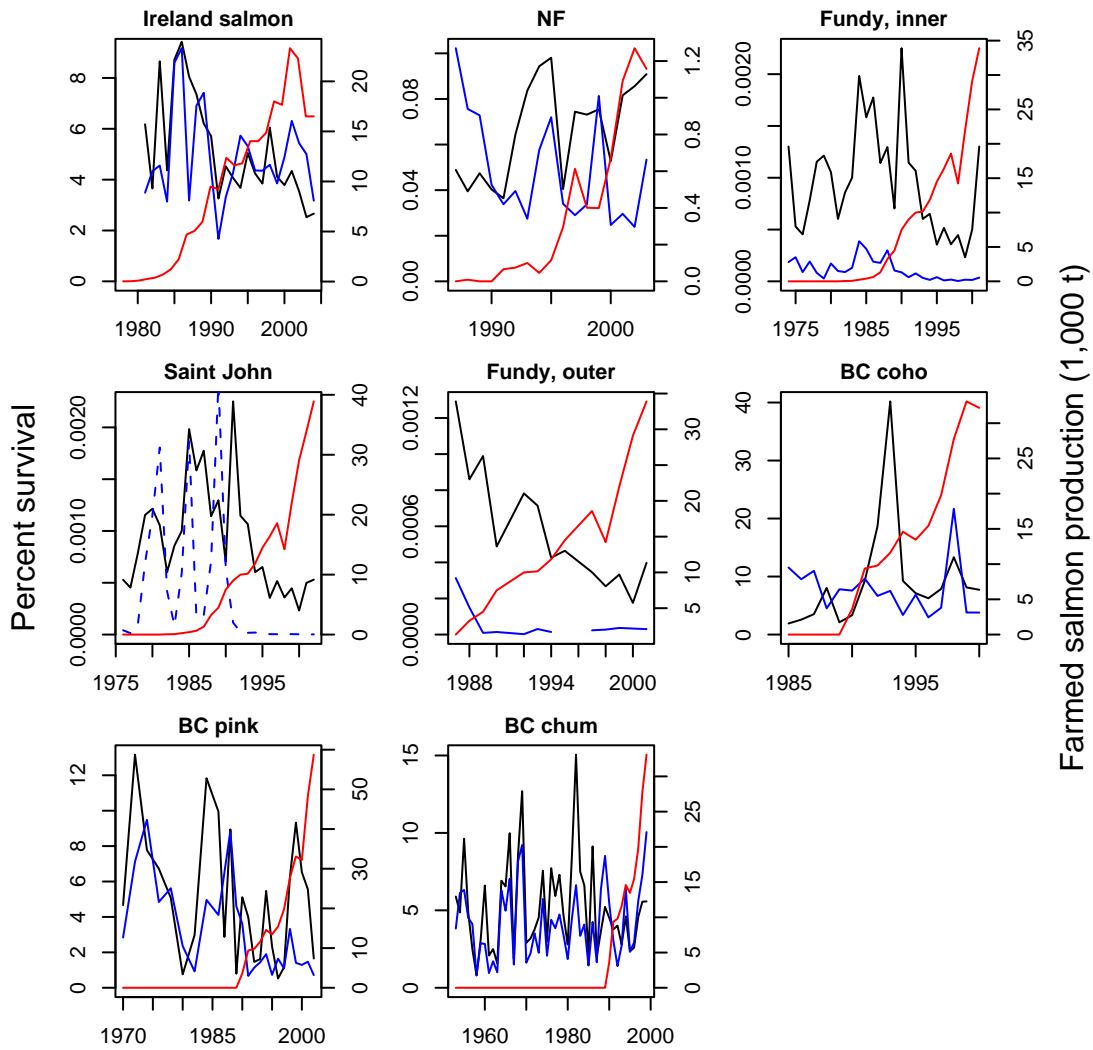 Ireland salmon
0 2 4 6 8
0 5 10 15 20
1980 1990 2000
NF
0.00 0.04 0.08
0.0 0.4 0.8 1.2
1990 2000
Fundy, inner
0.0000 0.0010 0.0020
0 5 15 25 35
1975 1985 1995
Saint John
0.0000 0.0010 0.0020
0 10 20 30 40
1975 1985 1995
Fundy, outer
0.0000 0.0006 0.0012
5 10 20 30
1988 1994 2000
BC coho
0 10 20 30 40
0 5 15 25
1985 1995
BC pink
0 2 4 6 8 12
0 10 30 50
1970 1985 2000
BC chum
0 5 10 15
0 5 15 25
1960 1980 2000
Percent survival
Farmed salmon production (1,000 t)